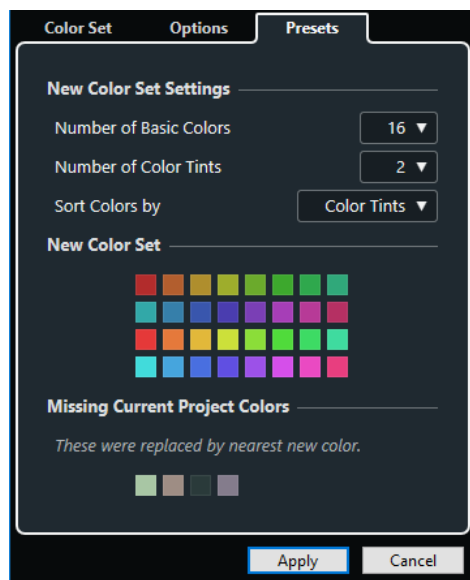 Color Set Options Presets
New Color Set Settings
Number of Basic Colors 16
Number of Color Tints 2
Sort Colors by Color Tints
New Color Set
Missing Current Project Colors
These were replaced by nearest new color.
Apply Cancel